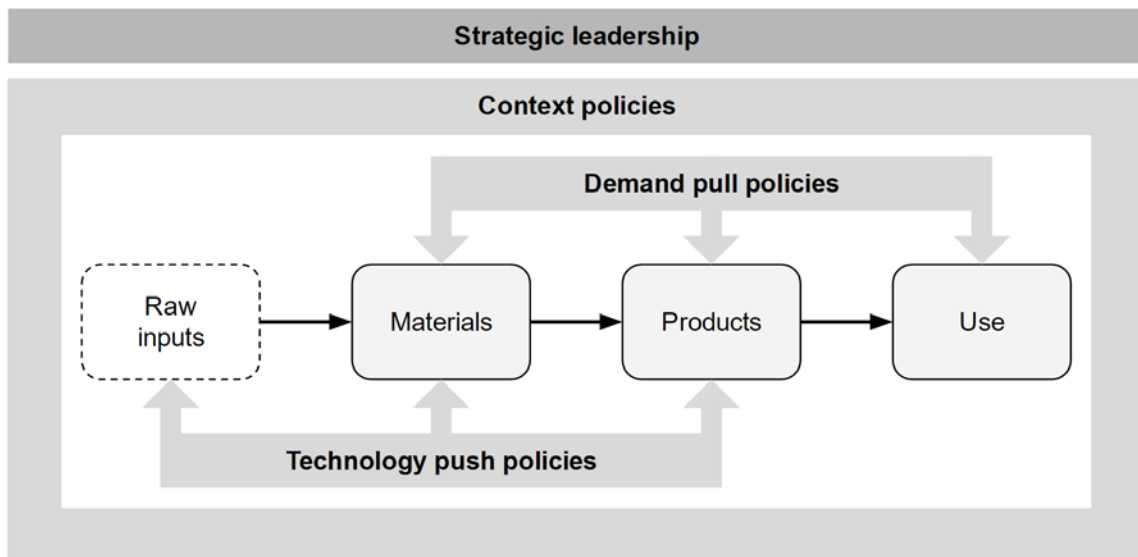 Strategic leadership
Context policies
Demand pull policies
Raw
inputs
Materials
Products
Use
Technology push policies